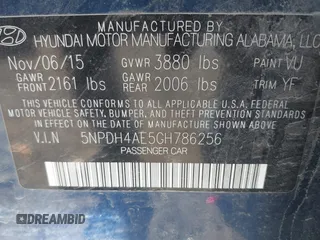 MANUFACTURED BY
HYUNDAI MOTOR MANUFACTURING ALABAMA, LLC
Nov/06/15 GVWR 3880 lbs PAINT VU
GAWR FRONT 2161 lbs GAWR REAR 2006 lbs TRIM YF
THIS VEHICLE CONFORMS TO ALL APPLICABLE
FEDERAL MOTOR VEHICLE SAFETY,
BUMPER, AND THEFT PREVENTION STANDARDS
IN EFFECT ON THE DATE OF MANUFACTURE
SHOWN ABOVE.
V.I.N 5NPDH4AE5GH786256
PASSENGER CAR
DREAMBID